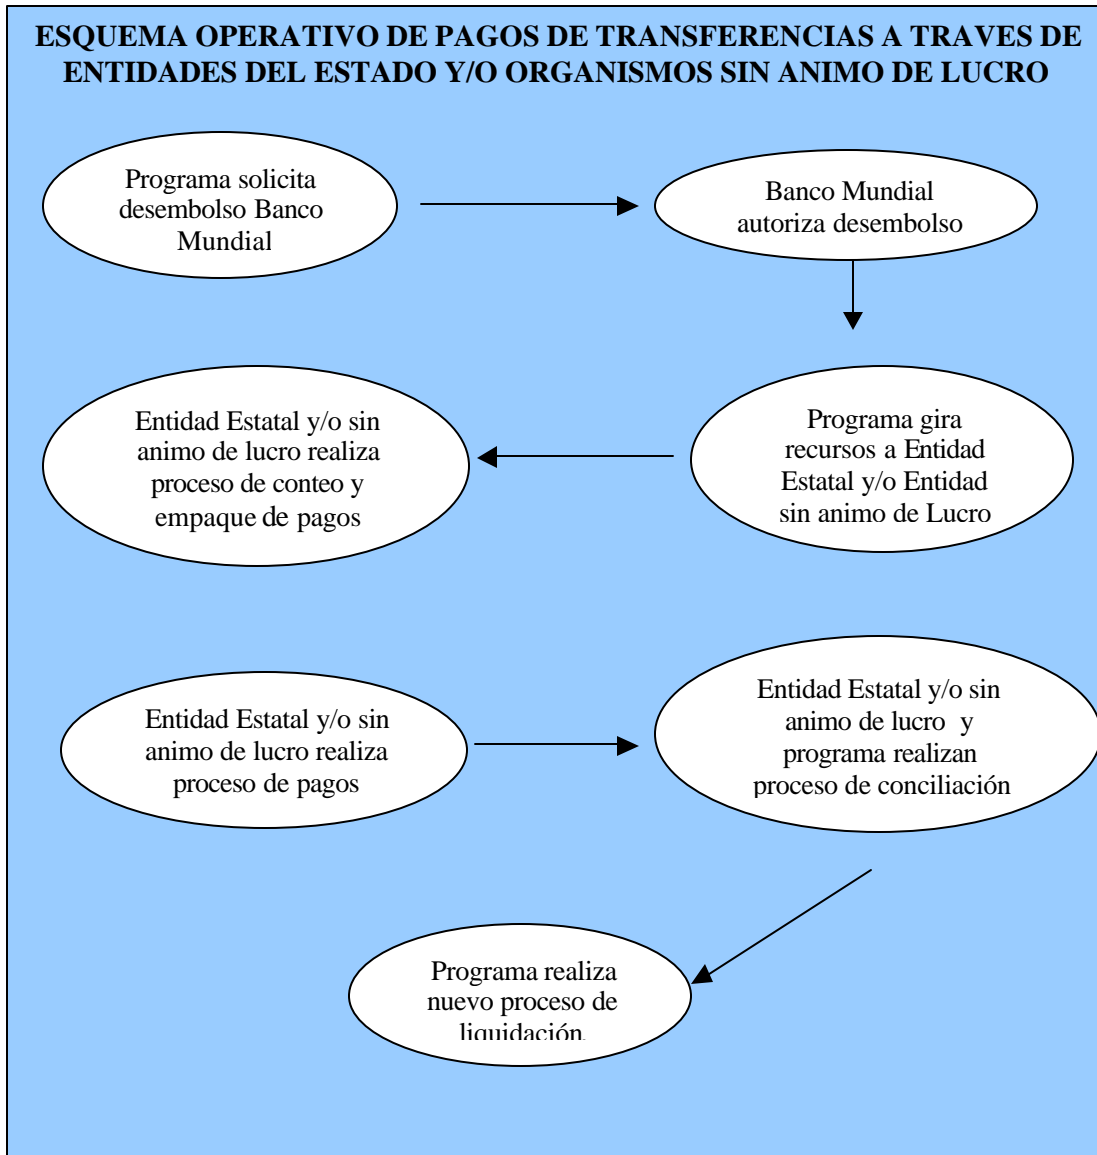 ESQUEMA OPERATIVO DE PAGOS DE TRANSFERENCIAS A TRAVES DE
ENTIDADES DEL ESTADO Y/O ORGANISMOS SIN ANIMO DE LUCRO
Programa solicita
desembolso Banco
Mundial
Banco Mundial
autoriza desembolso
Programa gira
recursos a Entidad
Estatal y/o Entidad
sin animo de Lucro
Entidad Estatal y/o sin
animo de lucro realiza
proceso de conteo y
empaque de pagos
Entidad Estatal y/o sin
animo de lucro realiza
proceso de pagos
Entidad Estatal y/o sin
animo de lucro y
programa realizan
proceso de conciliación
Programa realiza
nuevo proceso de
liquidación.